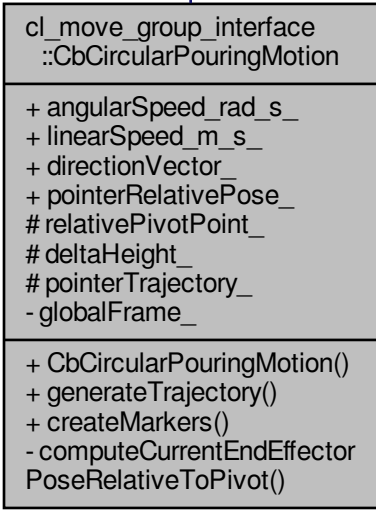 cl_move_group_interface
::CbCircularPouringMotion
+ angularSpeed_rad_s_
+ linearSpeed_m_s_
+ directionVector_
+ pointerRelativePose_
# relativePivotPoint_
# deltaHeight_
# pointerTrajectory_
- globalFrame_
+ CbCircularPouringMotion()
+ generateTrajectory()
+ createMarkers()
- computeCurrentEndEffector
PoseRelativeToPivot()